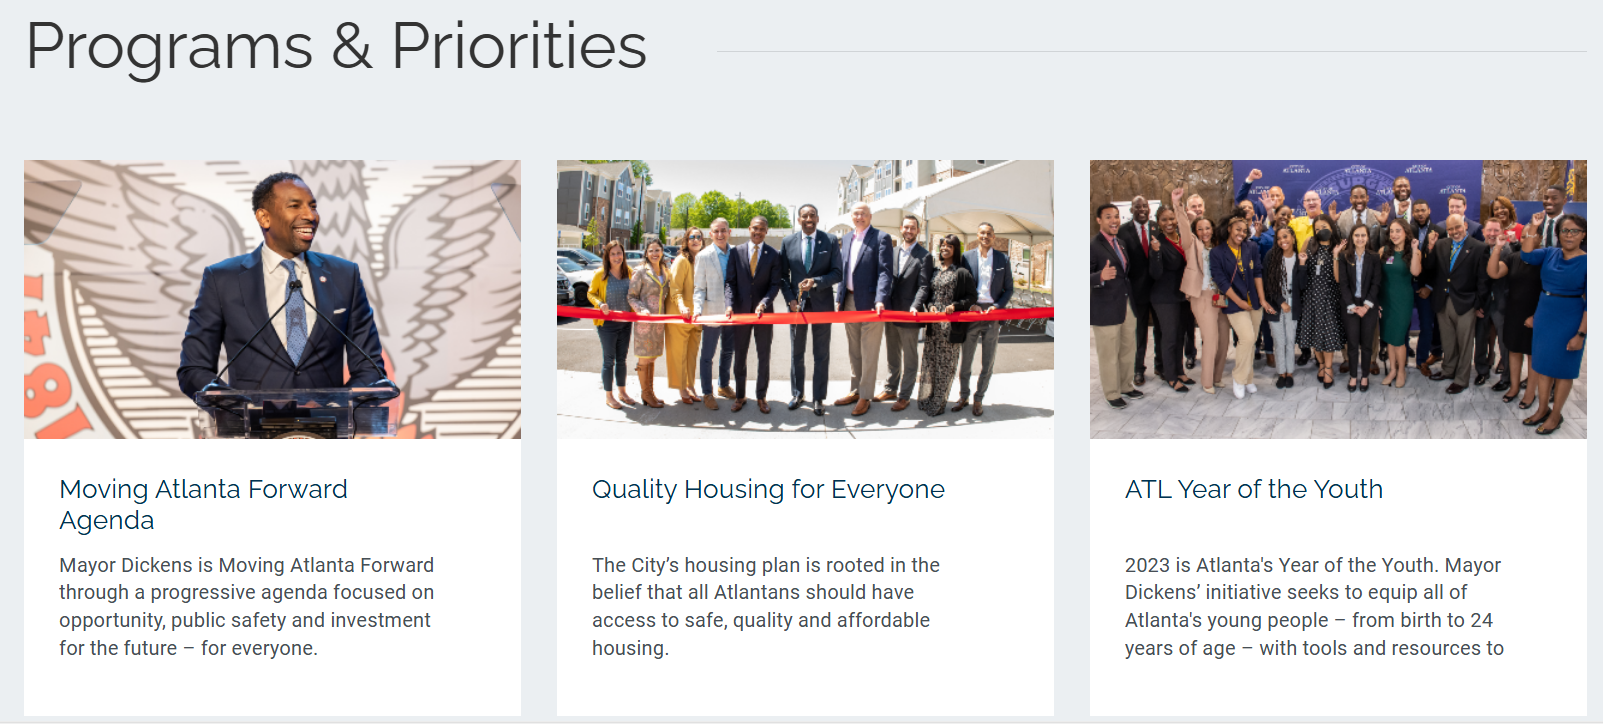 Programs & Priorities
Moving Atlanta Forward
Agenda
Mayor Dickens is Moving Atlanta Forward
through a progressive agenda focused on
opportunity, public safety and investment
for the future – for everyone.
Quality Housing for Everyone
The City’s housing plan is rooted in the
belief that all Atlantans should have
access to safe, quality and affordable
housing.
ATL Year of the Youth
2023 is Atlanta's Year of the Youth. Mayor
Dickens’ initiative seeks to equip all of
Atlanta's young people – from birth to 24
years of age – with tools and resources to